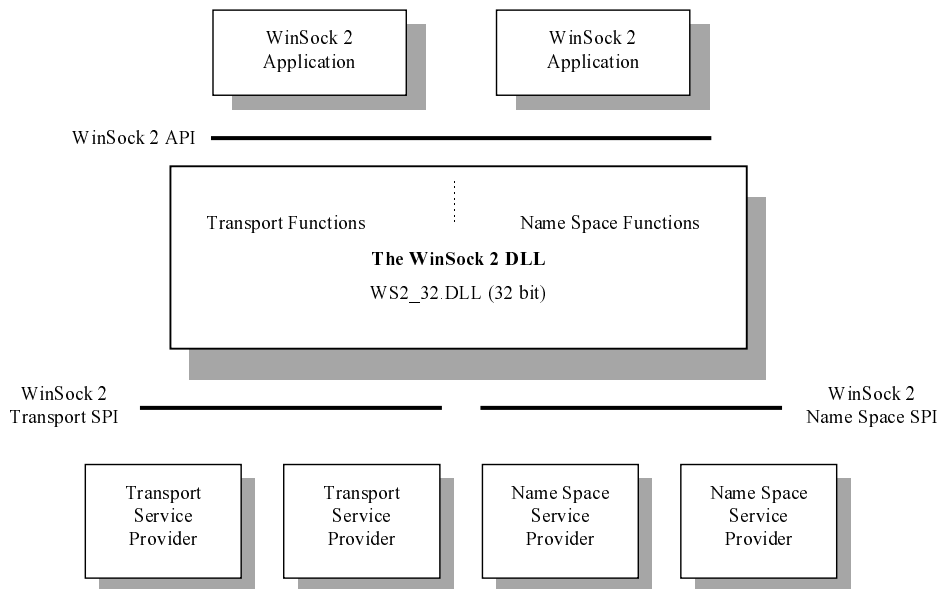 WinSock 2
Application
WinSock 2
Application
WinSock 2 API
Transport Functions
Name Space Functions
The WinSock 2 DLL
WS2_32.DLL (32 bit)
WinSock 2
Transport SPI
WinSock 2
Name Space SPI
Transport
Service
Provider
Transport
Service
Provider
Name Space
Service
Provider
Name Space
Service
Provider